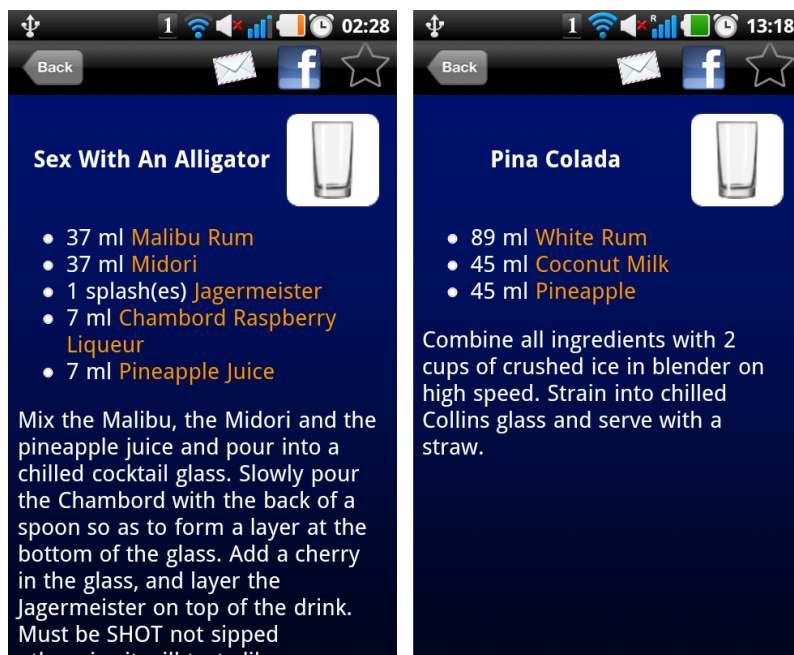 1 02:28
Back f
Sex With An Alligator
37 ml Malibu Rum
37 ml Midori
1 splash(es) Jagermeister
7 ml Chambord Raspberry
Liqueur
7 ml Pineapple Juice
Mix the Malibu, the Midori and the
pineapple juice and pour into a
chilled cocktail glass. Slowly pour
the Chambord with the back of a
spoon so as to form a layer at the
bottom of the glass. Add a cherry
in the glass, and layer the
Jagermeister on top of the drink.
Must be SHOT not sipped
1 R 13:18
Back f
Pina Colada
89 ml White Rum
45 ml Coconut Milk
45 ml Pineapple
Combine all ingredients with 2
cups of crushed ice in blender on
high speed. Strain into chilled
Collins glass and serve with a
straw.